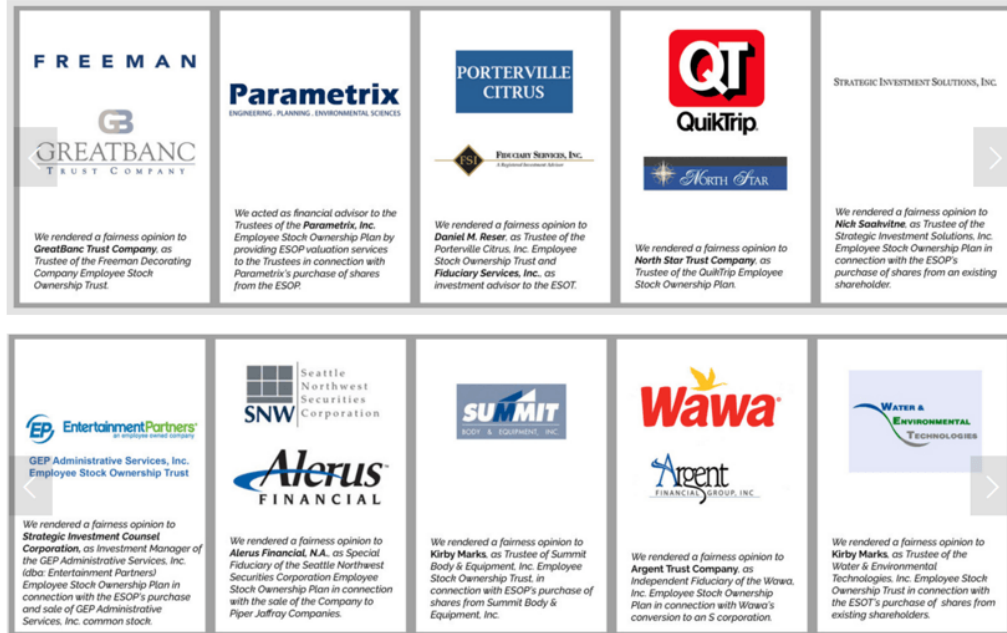 FREEMAN
GB
GREATBANC
TRUST COMPANY
We rendered a fairness opinion to
GreatBanc Trust Company, as
Trustee of the Freeman Decorating
Company Employee Stock
Ownership Trust.
Parametrix
ENGINEERING . PLANNING . ENVIRONMENTAL SCIENCES
We acted as financial advisor to the
Trustees of the Parametrix, Inc.
Employee Stock Ownership Plan by
providing ESOP valuation services
to the Trustees in connection with
Parametrix's purchase of shares
from the ESOP.
PORTERVILLE
CITRUS
FSI
FIDUCIARY SERVICES, INC.
A Registered Investment Adviser
We rendered a fairness opinion to
Daniel M. Reser, as Trustee of the
Porterville Citrus, Inc. Employee
Stock Ownership Trust and
Fiduciary Services, Inc., as
investment advisor to the ESOT.
QT
QuikTrip
NORTH STAR
We rendered a fairness opinion to
North Star Trust Company, as
Trustee of the QuikTrip Employee
Stock Ownership Plan.
STRATEGIC INVESTMENT SOLUTIONS, INC.
We rendered a fairness opinion to
Nick Saakvitne, as Trustee of the
Strategic Investment Solutions, Inc.
Employee Stock Ownership Plan in
connection with the ESOP's
purchase of shares from an existing
shareholder.
EP
EntertainmentPartners
an employee owned company
GEP Administrative Services, Inc.
Employee Stock Ownership Trust
We rendered a fairness opinion to
Strategic Investment Counsel
Corporation, as Investment Manager of
the GEP Administrative Services, Inc.
(dba: Entertainment Partners)
Employee Stock Ownership Plan in
connection with the ESOP's purchase
and sale of GEP Administrative
Services, Inc. common stock.
Seattle
Northwest
Securities
SNW Corporation
Alerus
FINANCIAL
We rendered a fairness opinion to
Alerus Financial, N.A., as Special
Fiduciary of the Seattle Northwest
Securities Corporation Employee
Stock Ownership Plan in connection
with the sale of the Company to
Piper Jaffray Companies.
SUMMIT
BODY & EQUIPMENT, INC.
We rendered a fairness opinion to
Kirby Marks, as Trustee of Summit
Body & Equipment, Inc. Employee
Stock Ownership Trust, in
connection with ESOP's purchase of
shares from Summit Body &
Equipment, Inc.
Wawa
Argent
FINANCIAL GROUP, INC
We rendered a fairness opinion to
Argent Trust Company, as
Independent Fiduciary of the Wawa,
Inc. Employee Stock Ownership
Plan in connection with Wawa's
conversion to an S corporation.
WATER &
ENVIRONMENTAL
TECHNOLOGIES
We rendered a fairness opinion to
Kirby Marks, as Trustee of the
Water & Environmental
Technologies, Inc. Employee Stock
Ownership Trust in connection with
the ESOT's purchase of shares from
existing shareholders.